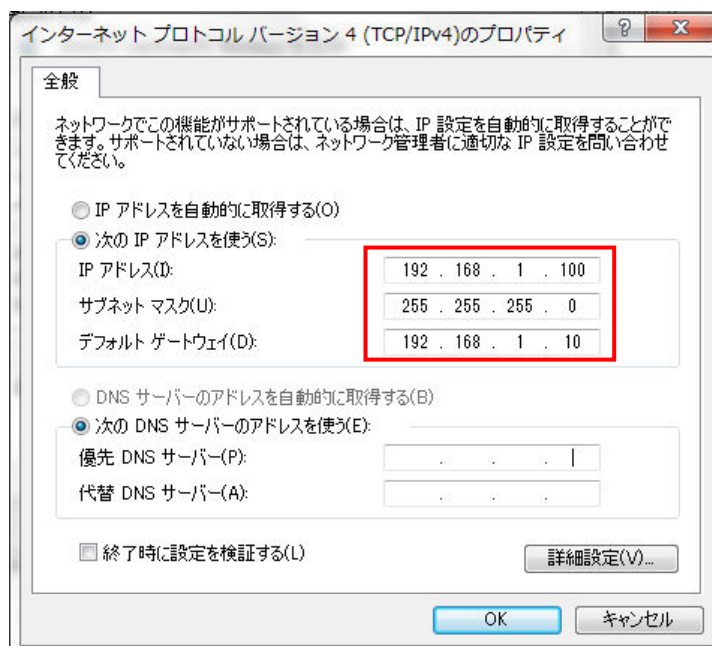 インターネット プロトコル バージョン 4 (TCP/IPv4)のプロパティ
?
X
全般
ネットワークでこの機能がサポートされている場合は、IP 設定を自動的に取得することがで
きます。サポートされていない場合は、ネットワーク管理者に適切な IP 設定を問い合わせ
てください。
IP アドレスを自動的に取得する(O)
次の IP アドレスを使う(S):
IP アドレス(I): 192 . 168 . 1 . 100
サブネット マスク(U): 255 . 255 . 255 . 0
デフォルト ゲートウェイ(D): 192 . 168 . 1 . 10
DNS サーバーのアドレスを自動的に取得する(B)
次の DNS サーバーのアドレスを使う(E):
優先 DNS サーバー(P): . . .
代替 DNS サーバー(A): . . .
終了時に設定を検証する(L)
詳細設定(V)...
OK
キャンセル